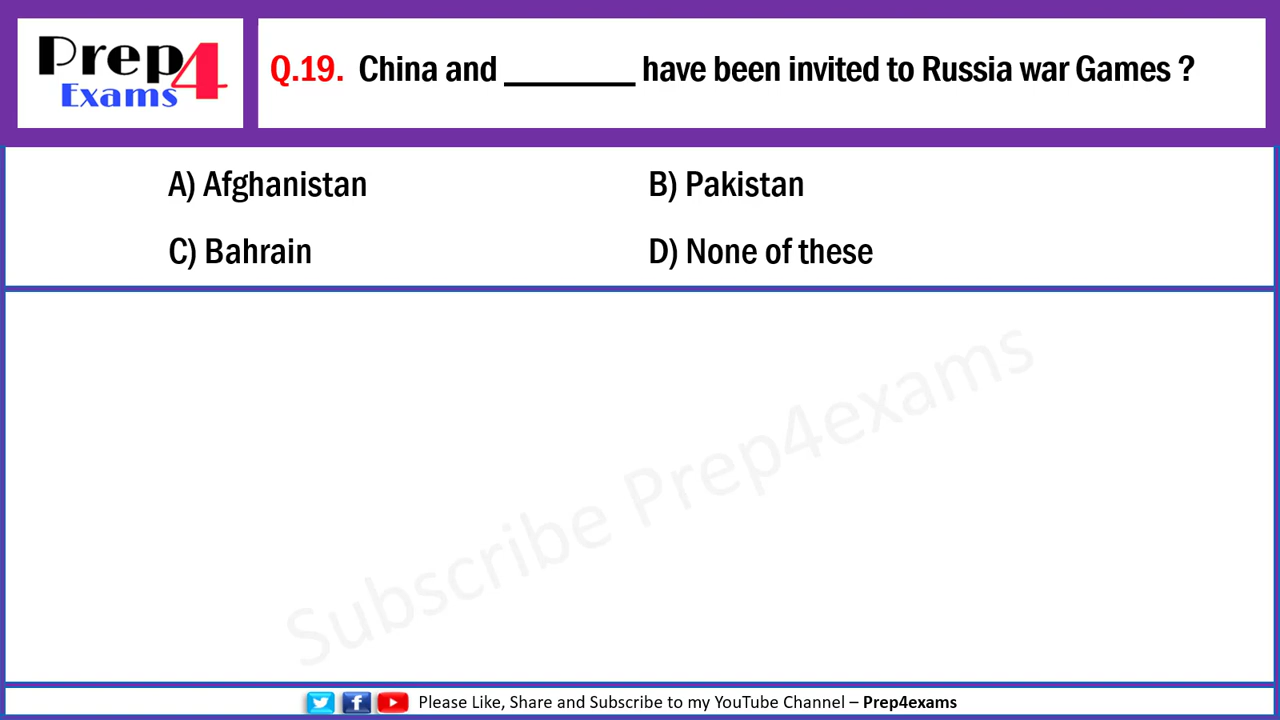 Prep4
Exams
Q.19. China and ________ have been invited to Russia war Games ?
A) Afghanistan
B) Pakistan
C) Bahrain
D) None of these
Subscribe Prep4exams
Please Like, Share and Subscribe to my YouTube Channel – Prep4exams